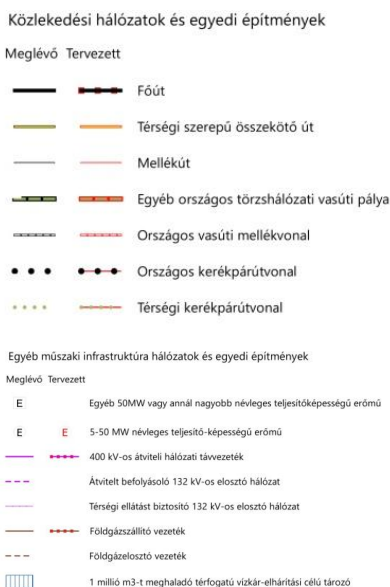 Közlekedési hálózatok és egyedi építmények
Meglévő Tervezett
Főút
Térségi szerepű összekötő út
Mellékút
Egyéb országos törzshálózati vasúti pálya
Országos vasúti mellékvonal
Országos kerékpárútvonal
Térségi kerékpárútvonal
Egyéb műszaki infrastruktúra hálózatok és egyedi építmények
Meglévő Tervezett
E Egyéb 50MW vagy annál nagyobb névleges teljesítőképességű erőmű
E E 5-50 MW névleges teljesítő-képességű erőmű
400 kV-os átviteli hálózati távvezeték
Átvitelt befolyásoló 132 kV-os elosztó hálózat
Térségi ellátást biztosító 132 kV-os elosztó hálózat
Földgázszállító vezeték
Földgázelosztó vezeték
1 millió m3-t meghaladó térfogatú vízkár-elhárítási célú tározó